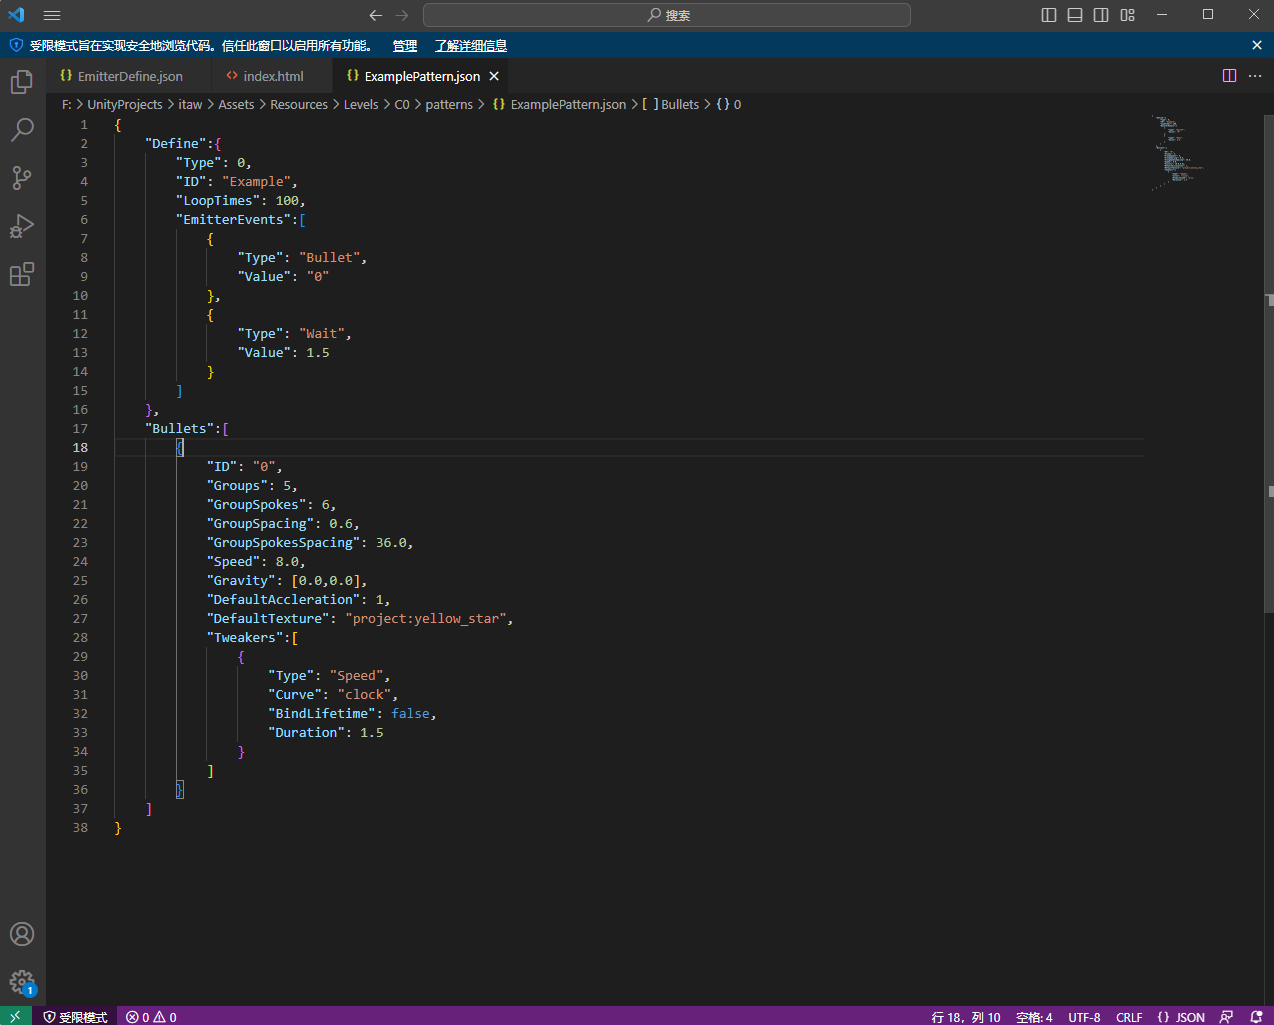 搜索
受限模式旨在实现安全地浏览代码。信任此窗口以启用所有功能。 管理 了解详细信息
{} EmitterDefine.json <> index.html {} ExamplePattern.json
F: > UnityProjects > itaw > Assets > Resources > Levels > C0 > patterns > {} ExamplePattern.json > [ ] Bullets > {} 0
1 {
2 "Define":{
3 "Type": 0,
4 "ID": "Example",
5 "LoopTimes": 100,
6 "EmitterEvents":[
7 {
8 "Type": "Bullet",
9 "Value": "0"
10 },
11 {
12 "Type": "Wait",
13 "Value": 1.5
14 }
15 ]
16 },
17 "Bullets":[
18 {
19 "ID": "0",
20 "Groups": 5,
21 "GroupSpokes": 6,
22 "GroupSpacing": 0.6,
23 "GroupSpokesSpacing": 36.0,
24 "Speed": 8.0,
25 "Gravity": [0.0,0.0],
26 "DefaultAccleration": 1,
27 "DefaultTexture": "project:yellow_star",
28 "Tweakers":[
29 {
30 "Type": "Speed",
31 "Curve": "clock",
32 "BindLifetime": false,
33 "Duration": 1.5
34 }
35 ]
36 }
37 ]
38 }
1
受限模式 0 0 行 18，列 10 空格: 4 UTF-8 CRLF {} JSON